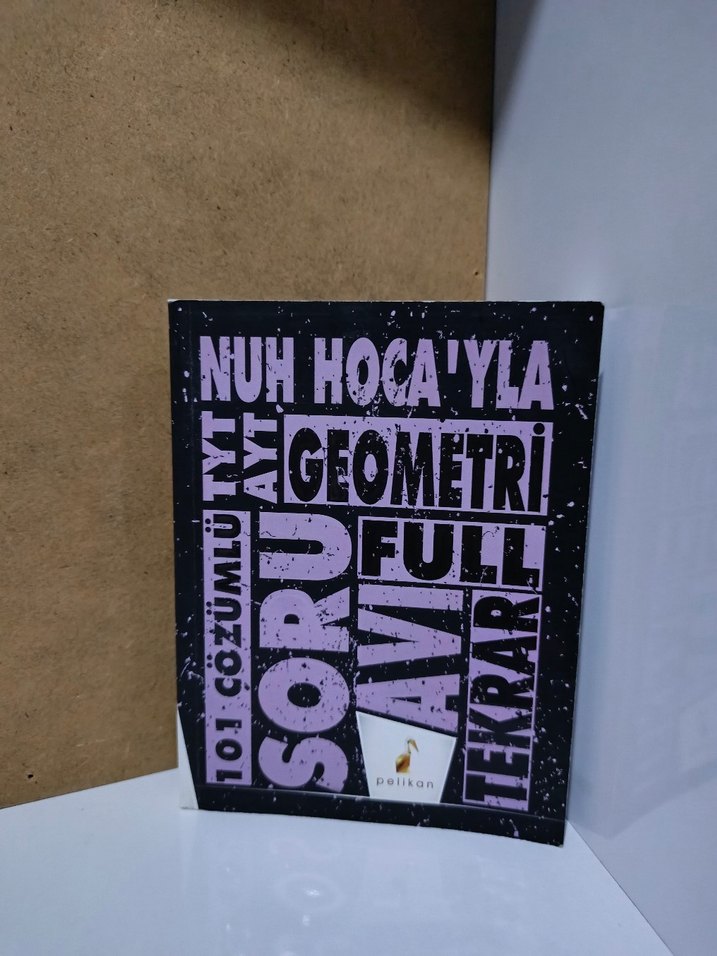 NUH HOCA'YLA
TYT
AYT
GEOMETRİ
101 ÇÖZÜMLÜ
SORU
AVI
FULL
TEKRAR
pelikan